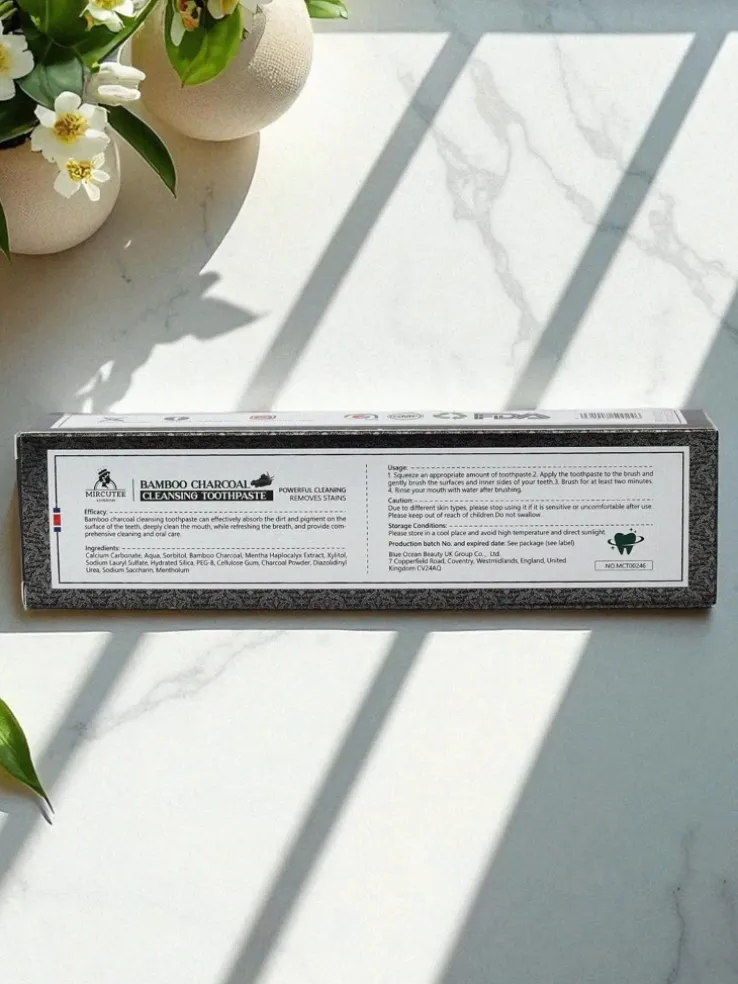 MIRCUTEE
LONDON
BAMBOO CHARCOAL
CLEANSING TOOTHPASTE
POWERFUL CLEANING
REMOVES STAINS
Efficacy:
Bamboo charcoal cleansing toothpaste can effectively absorb the dirt and pigment on the
surface of the teeth, deeply clean the mouth, while refreshing the breath, and provide com-
prehensive cleaning and oral care.
Ingredients:
Calcium Carbonate, Aqua, Sorbitol, Bamboo Charcoal, Mentha Haplocalyx Extract, Xylitol,
Sodium Lauryl Sulfate, Hydrated Silica, PEG-8, Cellulose Gum, Charcoal Powder, Diazolidinyl
Urea, Sodium Saccharin, Mentholum
Usage:
1. Squeeze an appropriate amount of toothpaste.2. Apply the toothpaste to the brush and
gently brush the surfaces and inner sides of your teeth.3. Brush for at least two minutes.
4. Rinse your mouth with water after brushing.
Caution:
Due to different skin types, please stop using it if it is sensitive or uncomfortable after use
Please keep out of reach of children.Do not swallow.
Storage Conditions:
Please store in a cool place and avoid high temperature and direct sunlight.
Production batch No. and expired date: See package (see label)
Blue Ocean Beauty UK Group Co., Ltd.
7 Copperfield Road, Coventry, Westmidlands, England, United
Kingdom CV24AQ
NO.MCT00246